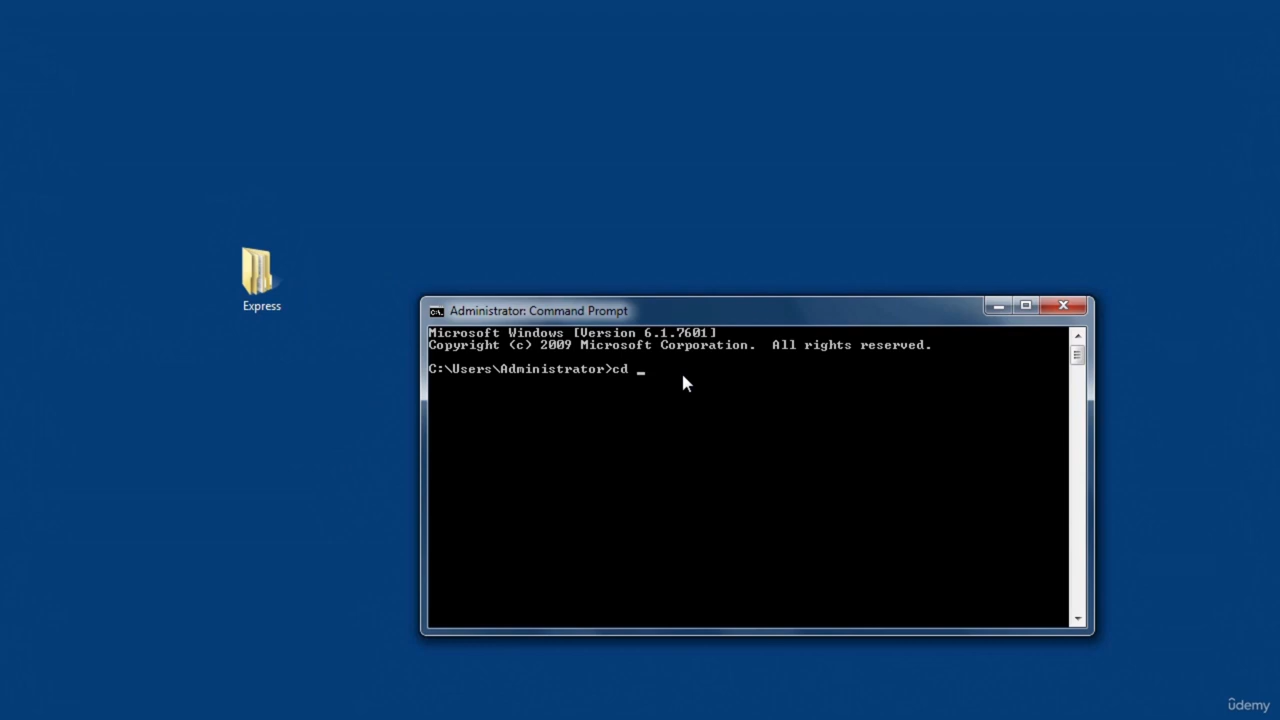 Express
Administrator: Command Prompt
Microsoft Windows [Version 6.1.7601]
Copyright (c) 2009 Microsoft Corporation.  All rights reserved.
C:\Users\Administrator>cd _
ûdemy